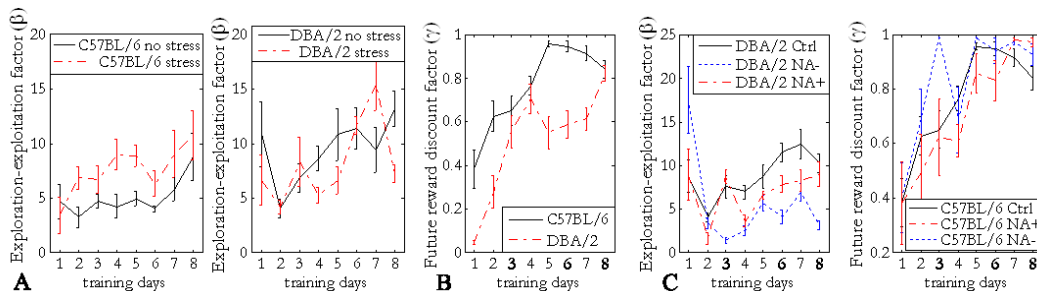 Exploration-exploitation factor (β)
20
15
10
5
0
C57BL/6 no stress
C57BL/6 stress
1 2 3 4 5 6 7 8
training days
A
Exploration-exploitation factor (β)
20
15
10
5
0
DBA/2 no stress
DBA/2 stress
1 2 3 4 5 6 7 8
training days
Future reward discount factor (γ)
1
0.8
0.6
0.4
0.2
0
C57BL/6
DBA/2
1 2 3 4 5 6 7 8
training days
B
Exploration-exploitation factor (β)
25
20
15
10
5
0
DBA/2 Ctrl
DBA/2 NA-
DBA/2 NA+
1 2 3 4 5 6 7 8
training days
C
Future reward discount factor (γ)
1
0.8
0.6
0.4
0.2
C57BL/6 Ctrl
C57BL/6 NA+
C57BL/6 NA-
1 2 3 4 5 6 7 8
training days